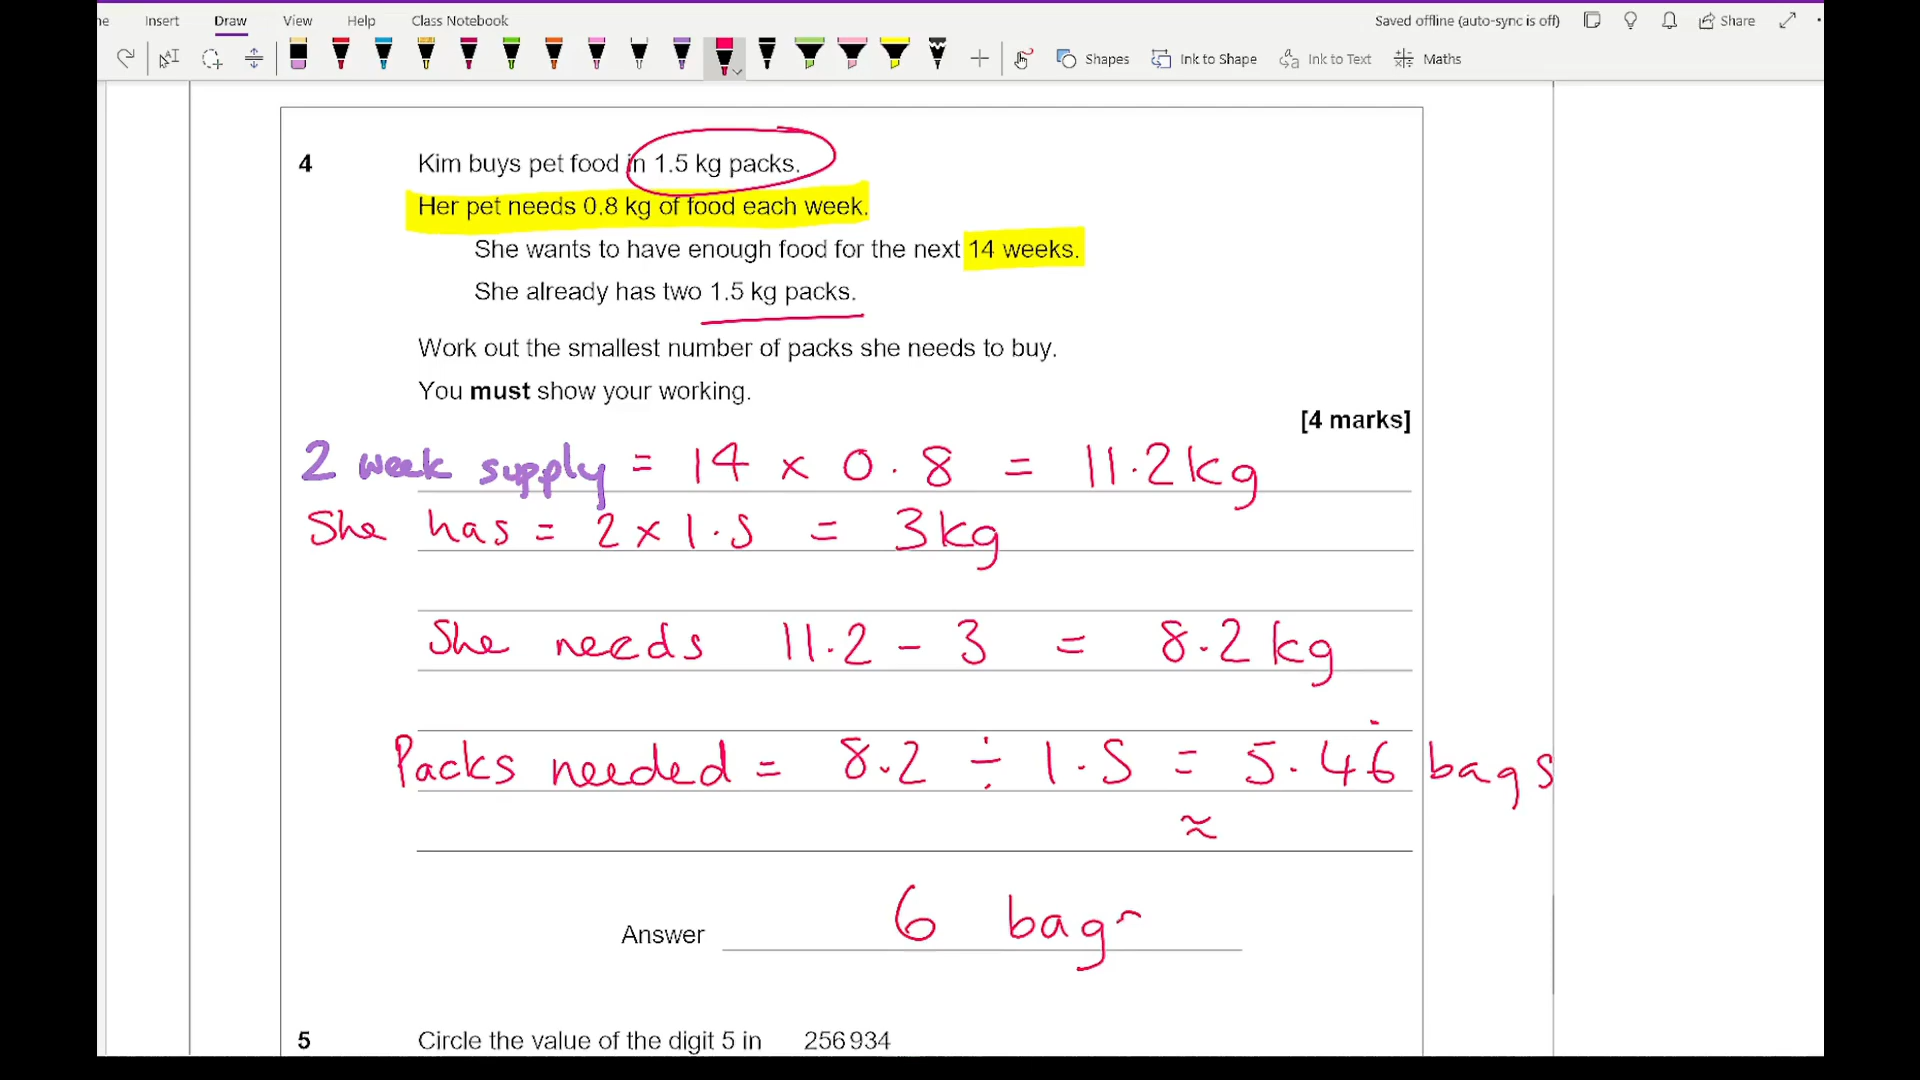 Insert Draw View Help Class Notebook Saved offline (auto-sync is off) Share
Shapes Ink to Shape Ink to Text Maths
4 Kim buys pet food in 1.5 kg packs.
Her pet needs 0.8 kg of food each week.
She wants to have enough food for the next 14 weeks.
She already has two 1.5 kg packs.
Work out the smallest number of packs she needs to buy.
You must show your working.
[4 marks]
2 week supply = 14 × 0.8 = 11.2kg
She has = 2 × 1.5 = 3kg
She needs 11.2 - 3 = 8.2kg
Packs needed = 8.2 ÷ 1.5 = 5.46̇ bags
≈
Answer 6 bag
5 Circle the value of the digit 5 in 256 934